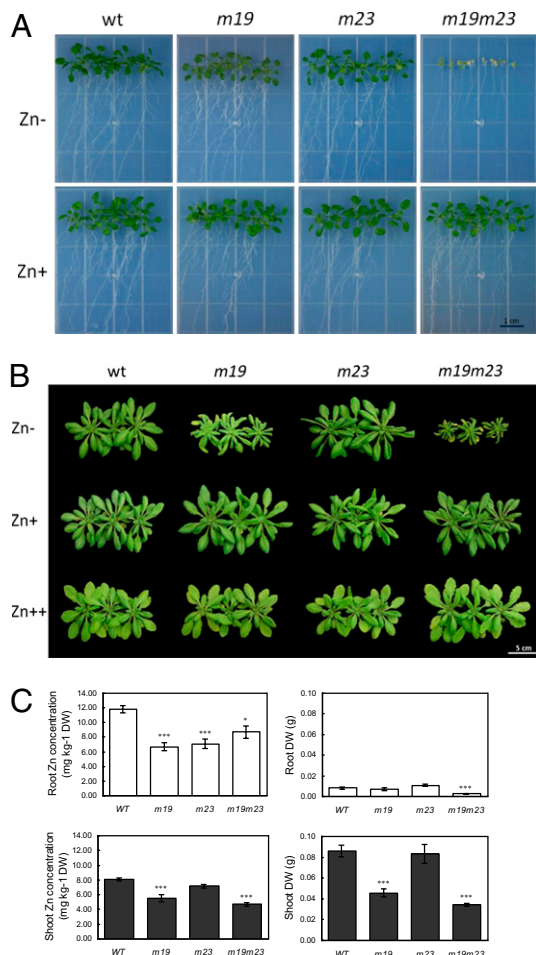 A
wt m19 m23 m19m23
Zn-
Zn+
1 cm
B
wt m19 m23 m19m23
Zn-
Zn+
Zn++
5 cm
C
Root Zn concentration
(mg kg-1 DW)
14.00
12.00
10.00
8.00
6.00
4.00
2.00
0.00
*** *** *
WT m19 m23 m19m23
Root DW (g)
0.10
0.08
0.06
0.04
0.02
0.00
***
WT m19 m23 m19m23
Shoot Zn concentration
(mg kg-1 DW)
14.00
12.00
10.00
8.00
6.00
4.00
2.00
0.00
*** ***
WT m19 m23 m19m23
Shoot DW (g)
0.10
0.08
0.06
0.04
0.02
0.00
*** ***
WT m19 m23 m19m23